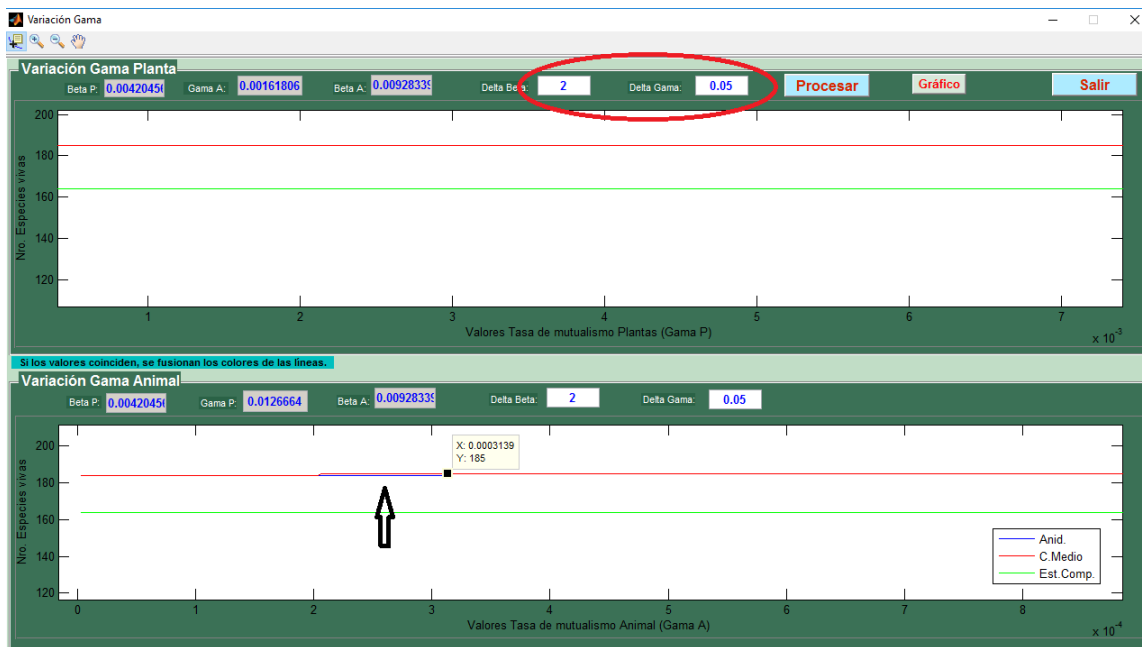 Variación Gama
Variación Gama Planta
Beta P: 0.0042045( Gama A: 0.00161806 Beta A: 0.00928339 Delta Beta: 2 Delta Gama: 0.05 Procesar Gráfico Salir
200
180
160
140
120
Nro. Especies vivas
1 2 3 4 5 6 7
Valores Tasa de mutualismo Plantas (Gama P)
x 10-3
Si los valores coinciden, se fusionan los colores de las líneas.
Variación Gama Animal
Beta P: 0.0042045( Gama P: 0.0126664 Beta A: 0.00928339 Delta Beta: 2 Delta Gama: 0.05
X: 0.0003139
Y: 185
200
180
160
140
120
Nro. Especies vivas
Anid.
C.Medio
Est.Comp.
0 1 2 3 4 5 6 7 8
Valores Tasa de mutualismo Animal (Gama A)
x 10-4